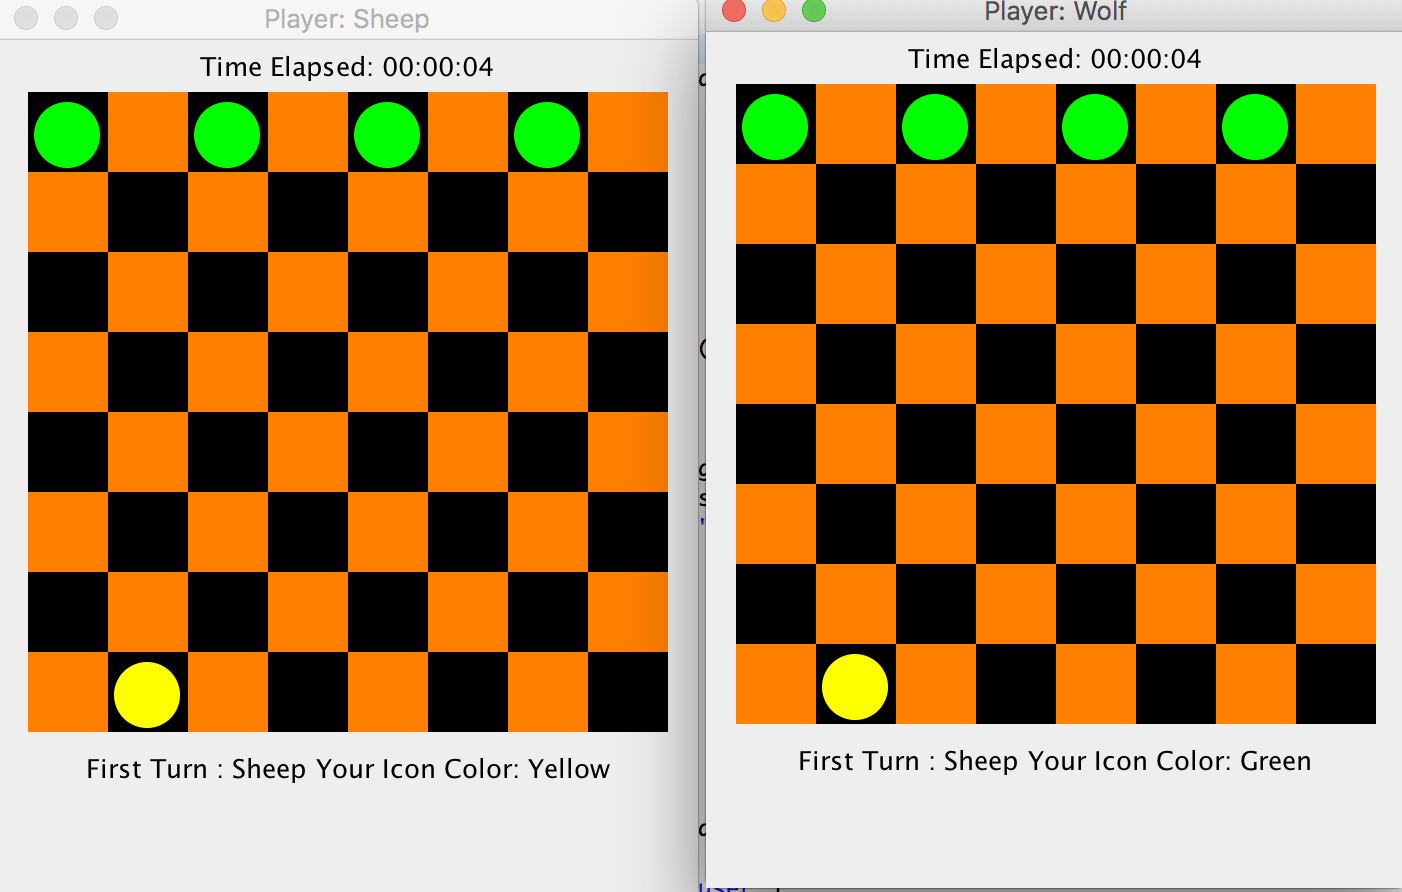 Player: Sheep
Time Elapsed: 00:00:04
First Turn : Sheep Your Icon Color: Yellow
Player: Wolf
Time Elapsed: 00:00:04
First Turn : Sheep Your Icon Color: Green